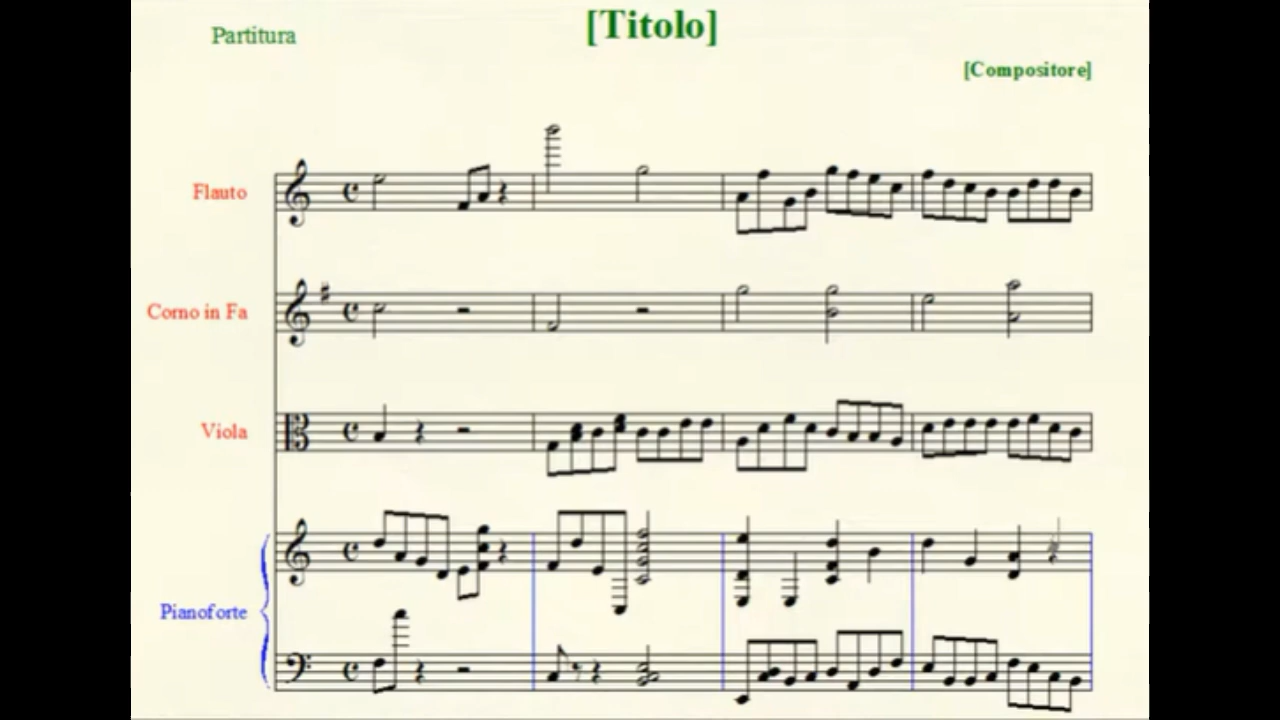 Partitura
[Titolo]
[Compositore]
Flauto
Corno in Fa
Viola
Pianoforte